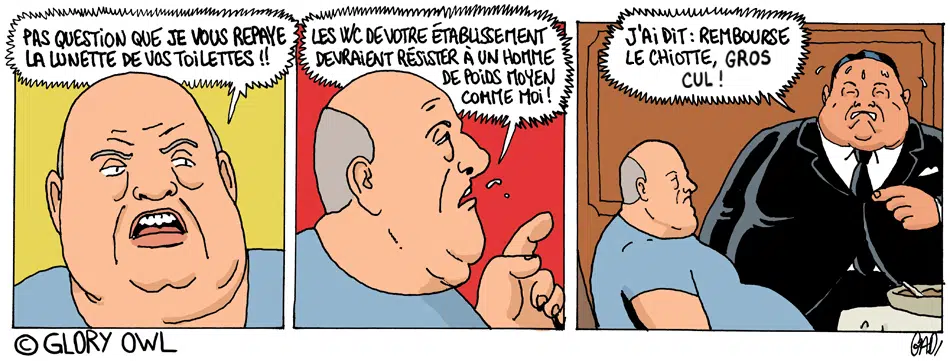 PAS QUESTION QUE JE VOUS REPAYE
LA LUNETTE DE VOS TOILETTES !!
LES WC DE VOTRE ÉTABLISSEMENT
DEVRAIENT RÉSISTER À UN HOMME
DE POIDS MOYEN
COMME MOI !
J'AI DIT : REMBOURSE
LE CHIOTTE, GROS
CUL !
© GLORY OWL